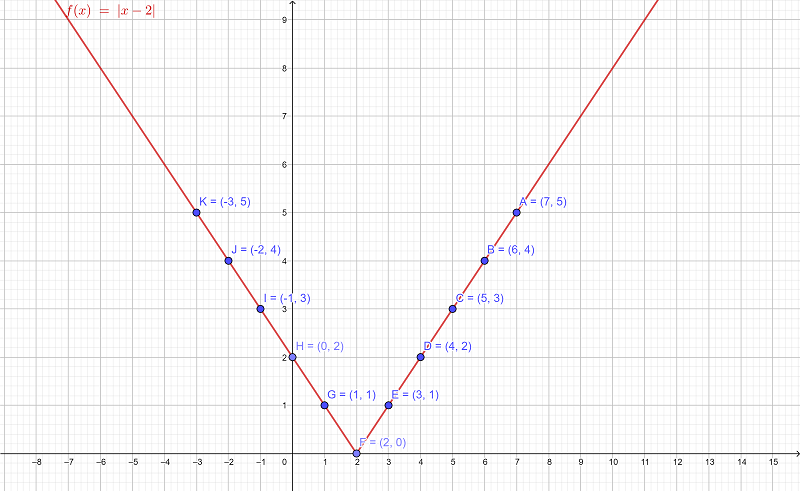 f(x) = |x − 2|
9
8
7
6
K = (-3, 5)
A = (7, 5)
5
J = (-2, 4)
B = (6, 4)
4
I = (-1, 3)
C = (5, 3)
3
H = (0, 2)
D = (4, 2)
2
G = (1, 1)
E = (3, 1)
1
F = (2, 0)
−8 −7 −6 −5 −4 −3 −2 −1 0 1 2 3 4 5 6 7 8 9 10 11 12 13 14 15